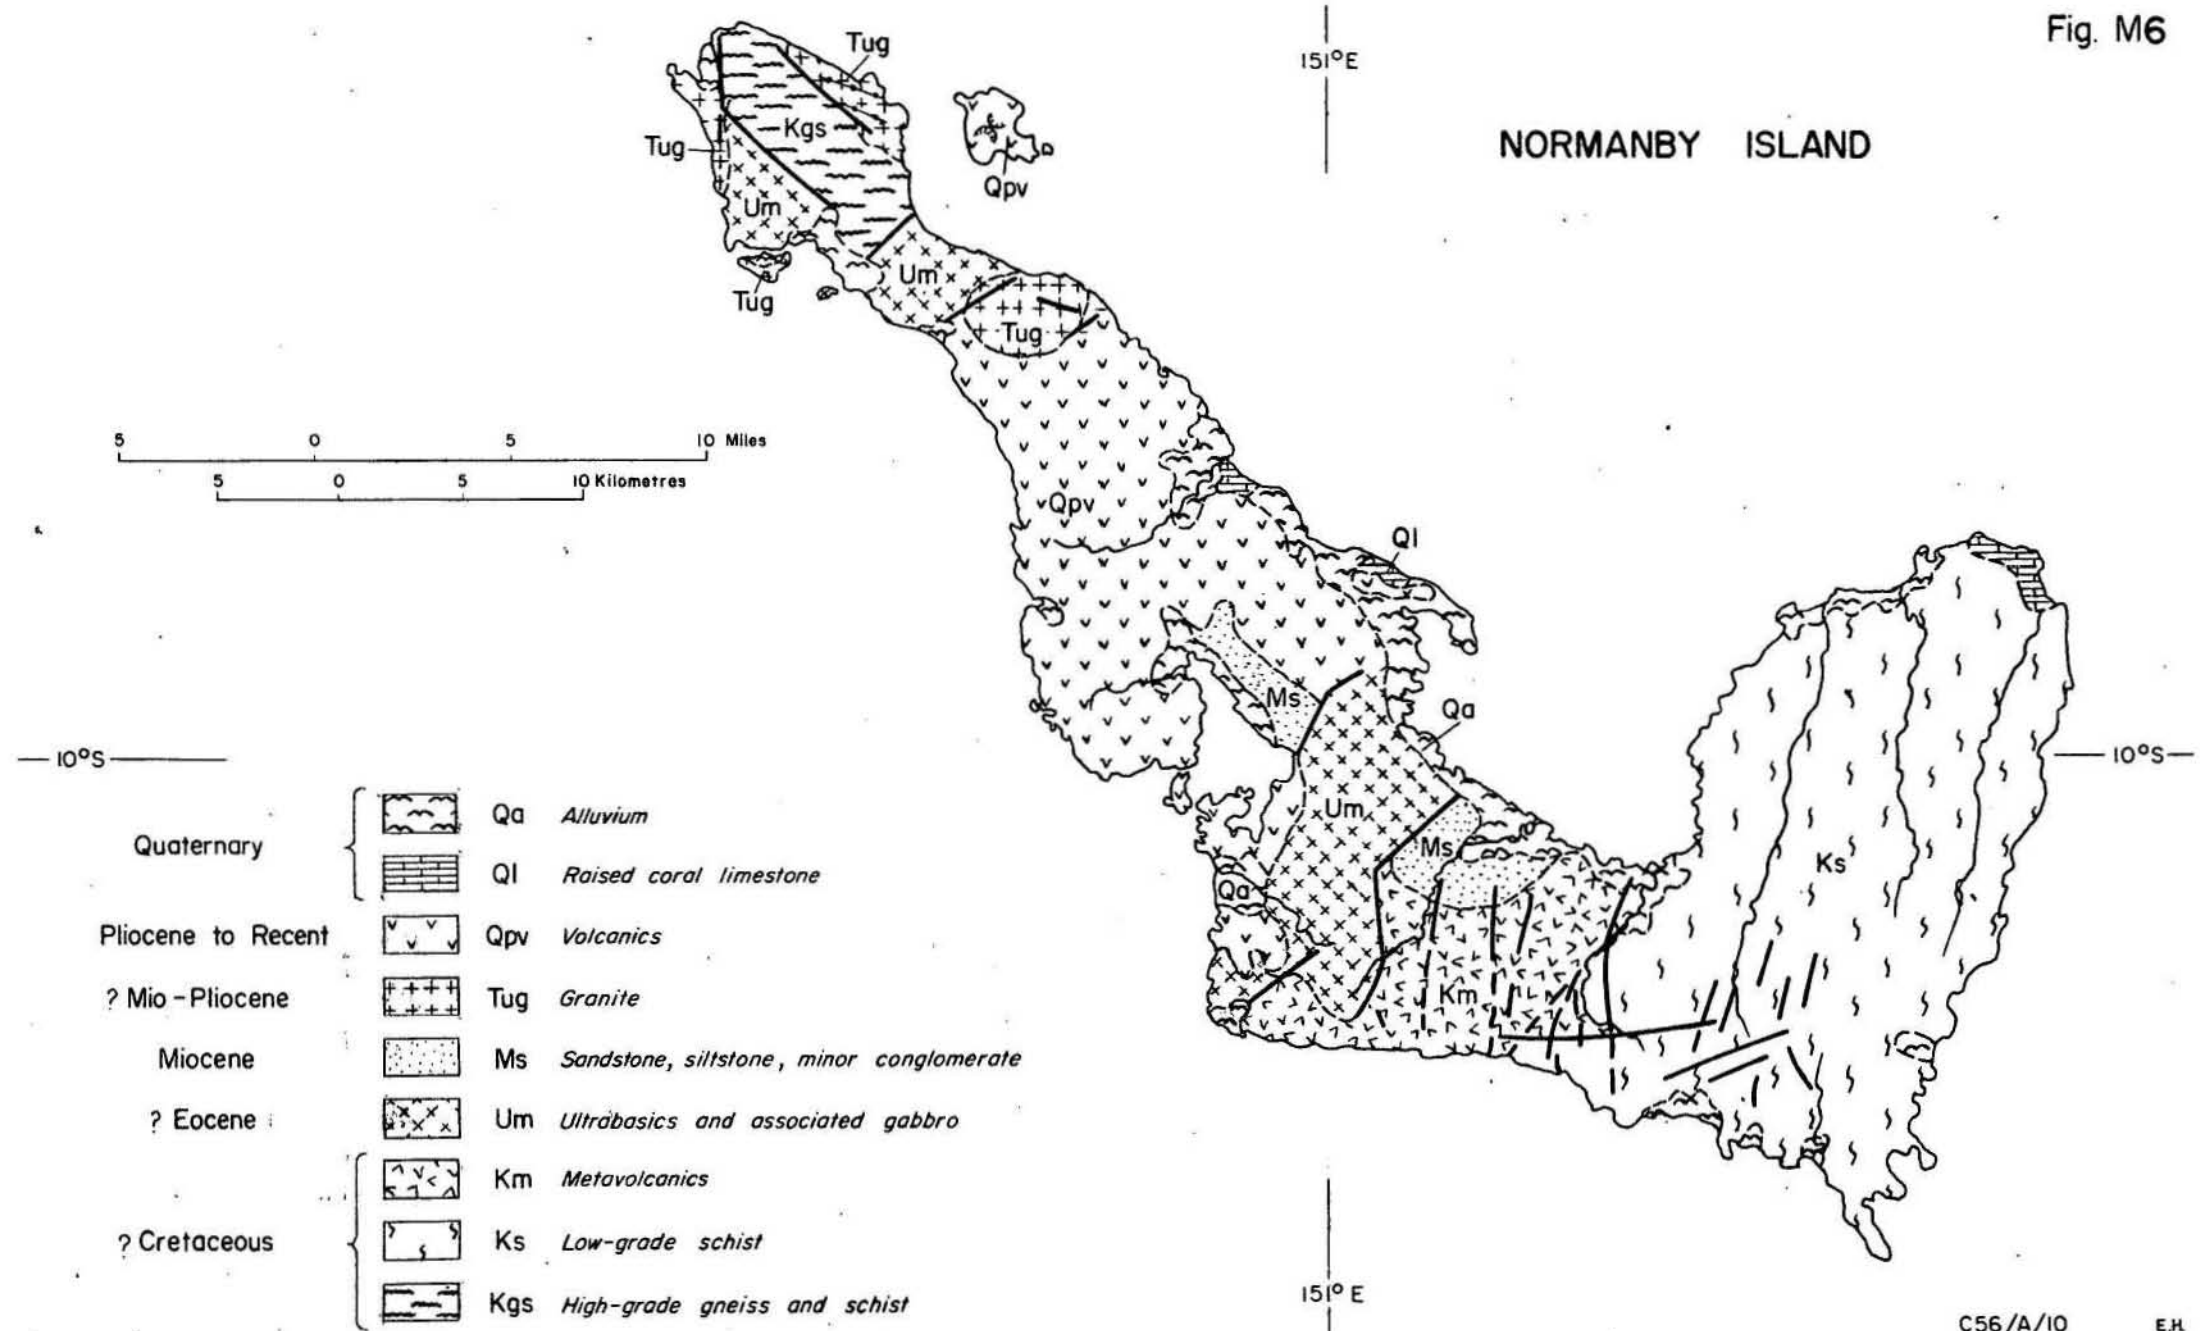 Fig. M6
151°E
NORMANBY ISLAND
Tug
Kgs
Tug
Qpv
Um
Um
Tug
Tug
5 0 5 10 Miles
5 0 5 10 Kilometres
Qpv
Ql
Ms
Qa
10°S
10°S
Um
Ms
Ks
Qa
Km
Quaternary
Qa Alluvium
Ql Raised coral limestone
Pliocene to Recent Qpv Volcanics
? Mio-Pliocene Tug Granite
Miocene Ms Sandstone, siltstone, minor conglomerate
? Eocene Um Ultrabasics and associated gabbro
Km Metavolcanics
? Cretaceous Ks Low-grade schist
Kgs High-grade gneiss and schist
151°E
C56/A/10 E.H.